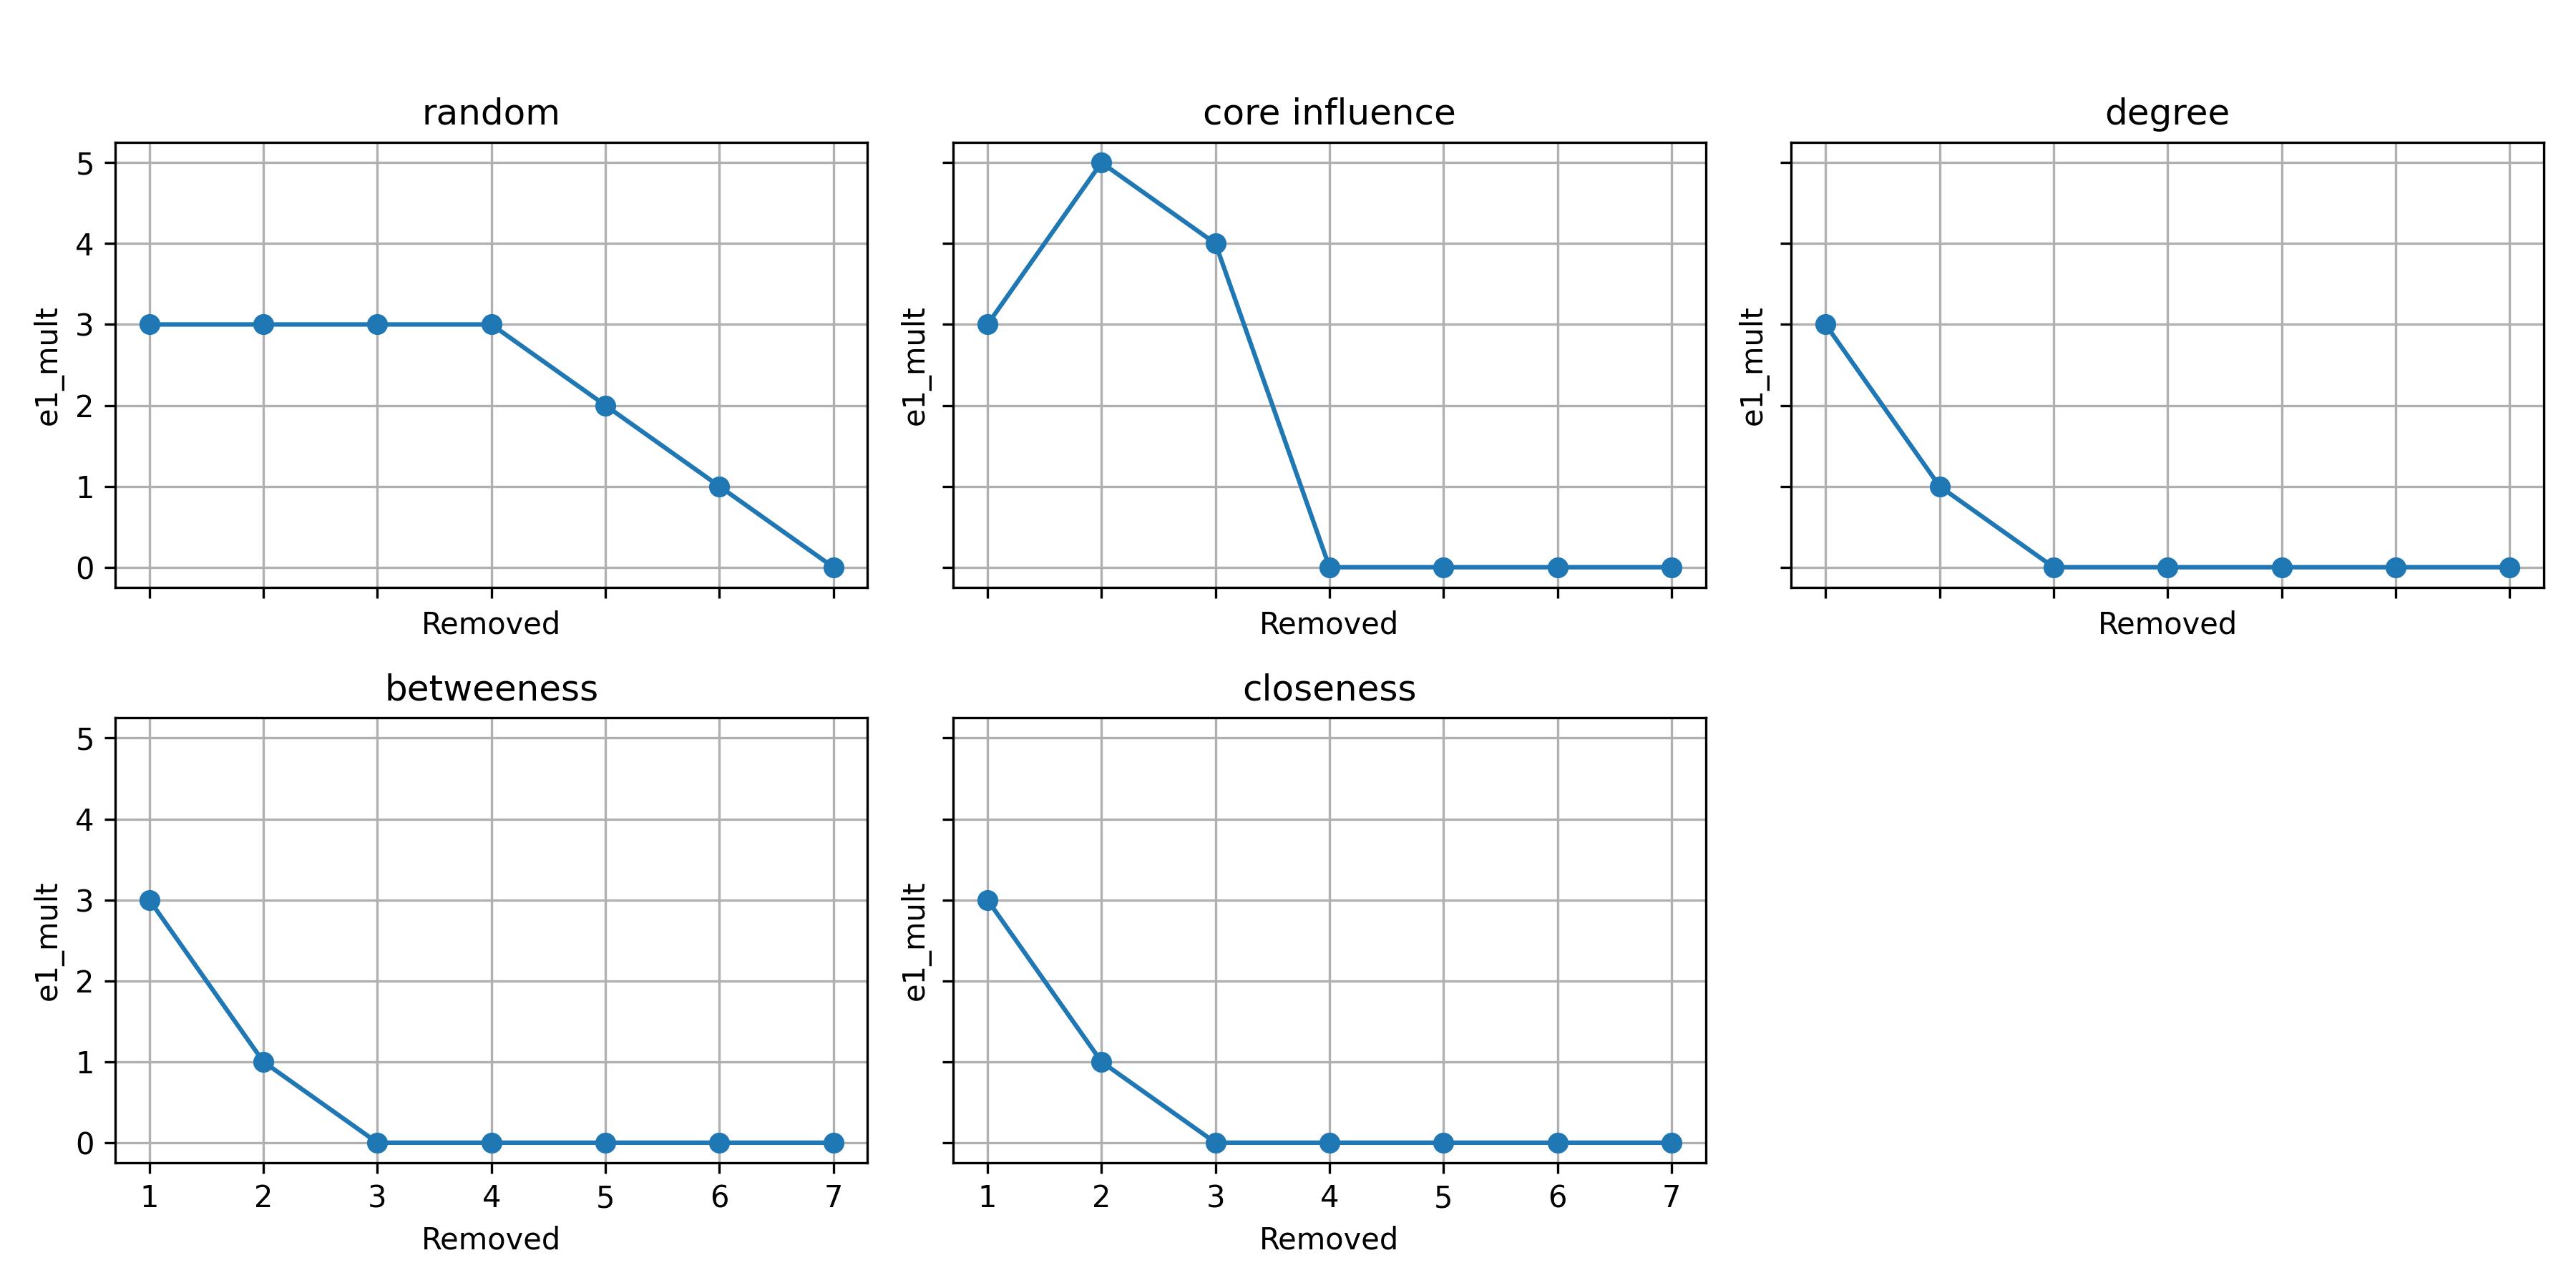 random
core influence
degree
5
4
3
2
1
0
e1_mult
e1_mult
e1_mult
Removed
Removed
Removed
betweeness
closeness
5
4
3
2
1
0
e1_mult
e1_mult
1 2 3 4 5 6 7
1 2 3 4 5 6 7
Removed
Removed